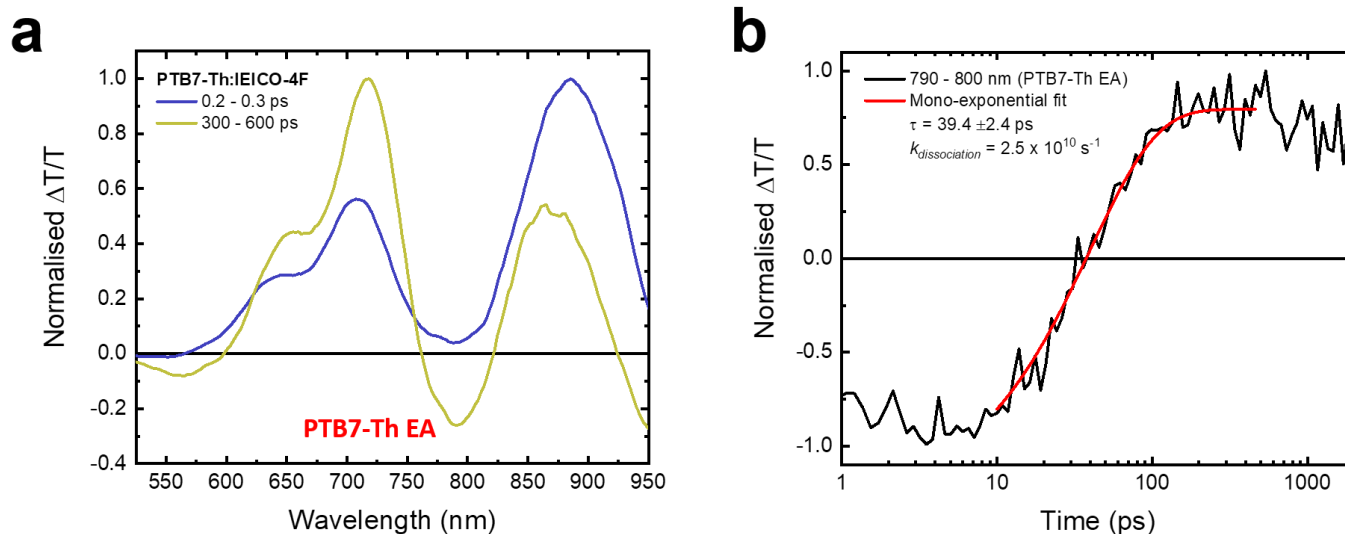 a
PTB7-Th:IEICO-4F
0.2 - 0.3 ps
300 - 600 ps
PTB7-Th EA
Normalised ΔT/T
1.0
0.8
0.6
0.4
0.2
0.0
-0.2
-0.4
550 600 650 700 750 800 850 900 950
Wavelength (nm)
b
790 - 800 nm (PTB7-Th EA)
Mono-exponential fit
τ = 39.4 ±2.4 ps
k_dissociation = 2.5 x 10¹⁰ s⁻¹
Normalised ΔT/T
1.0
0.5
0.0
-0.5
-1.0
1 10 100 1000
Time (ps)